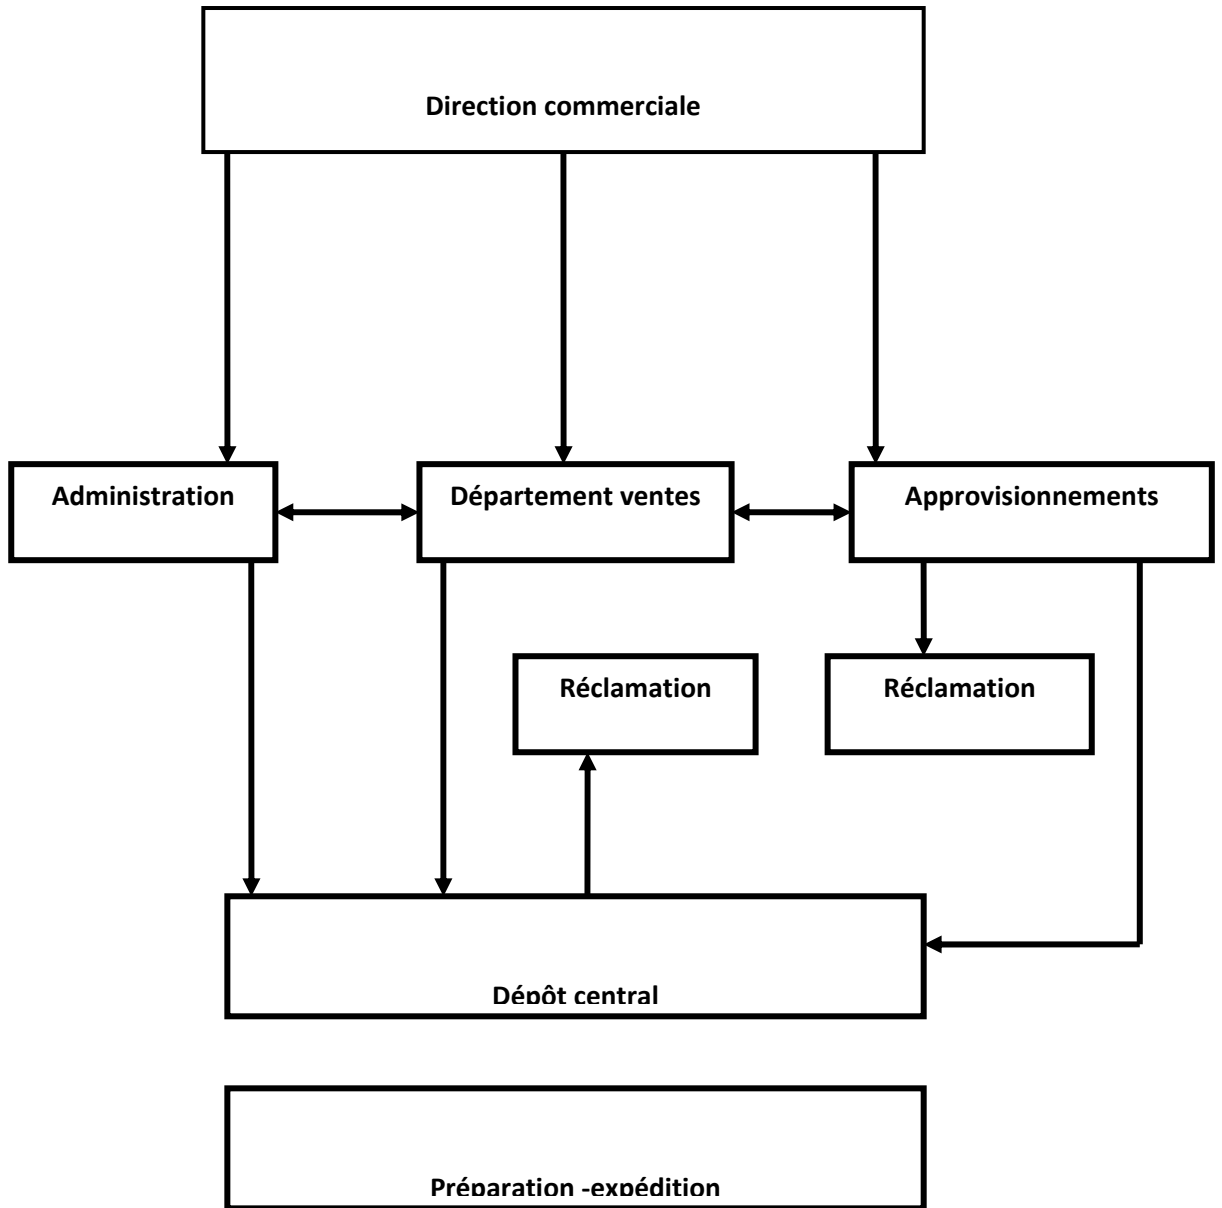 Direction commerciale
Administration
Département ventes
Approvisionnements
Réclamation
Réclamation
Dépôt central
Préparation -expédition